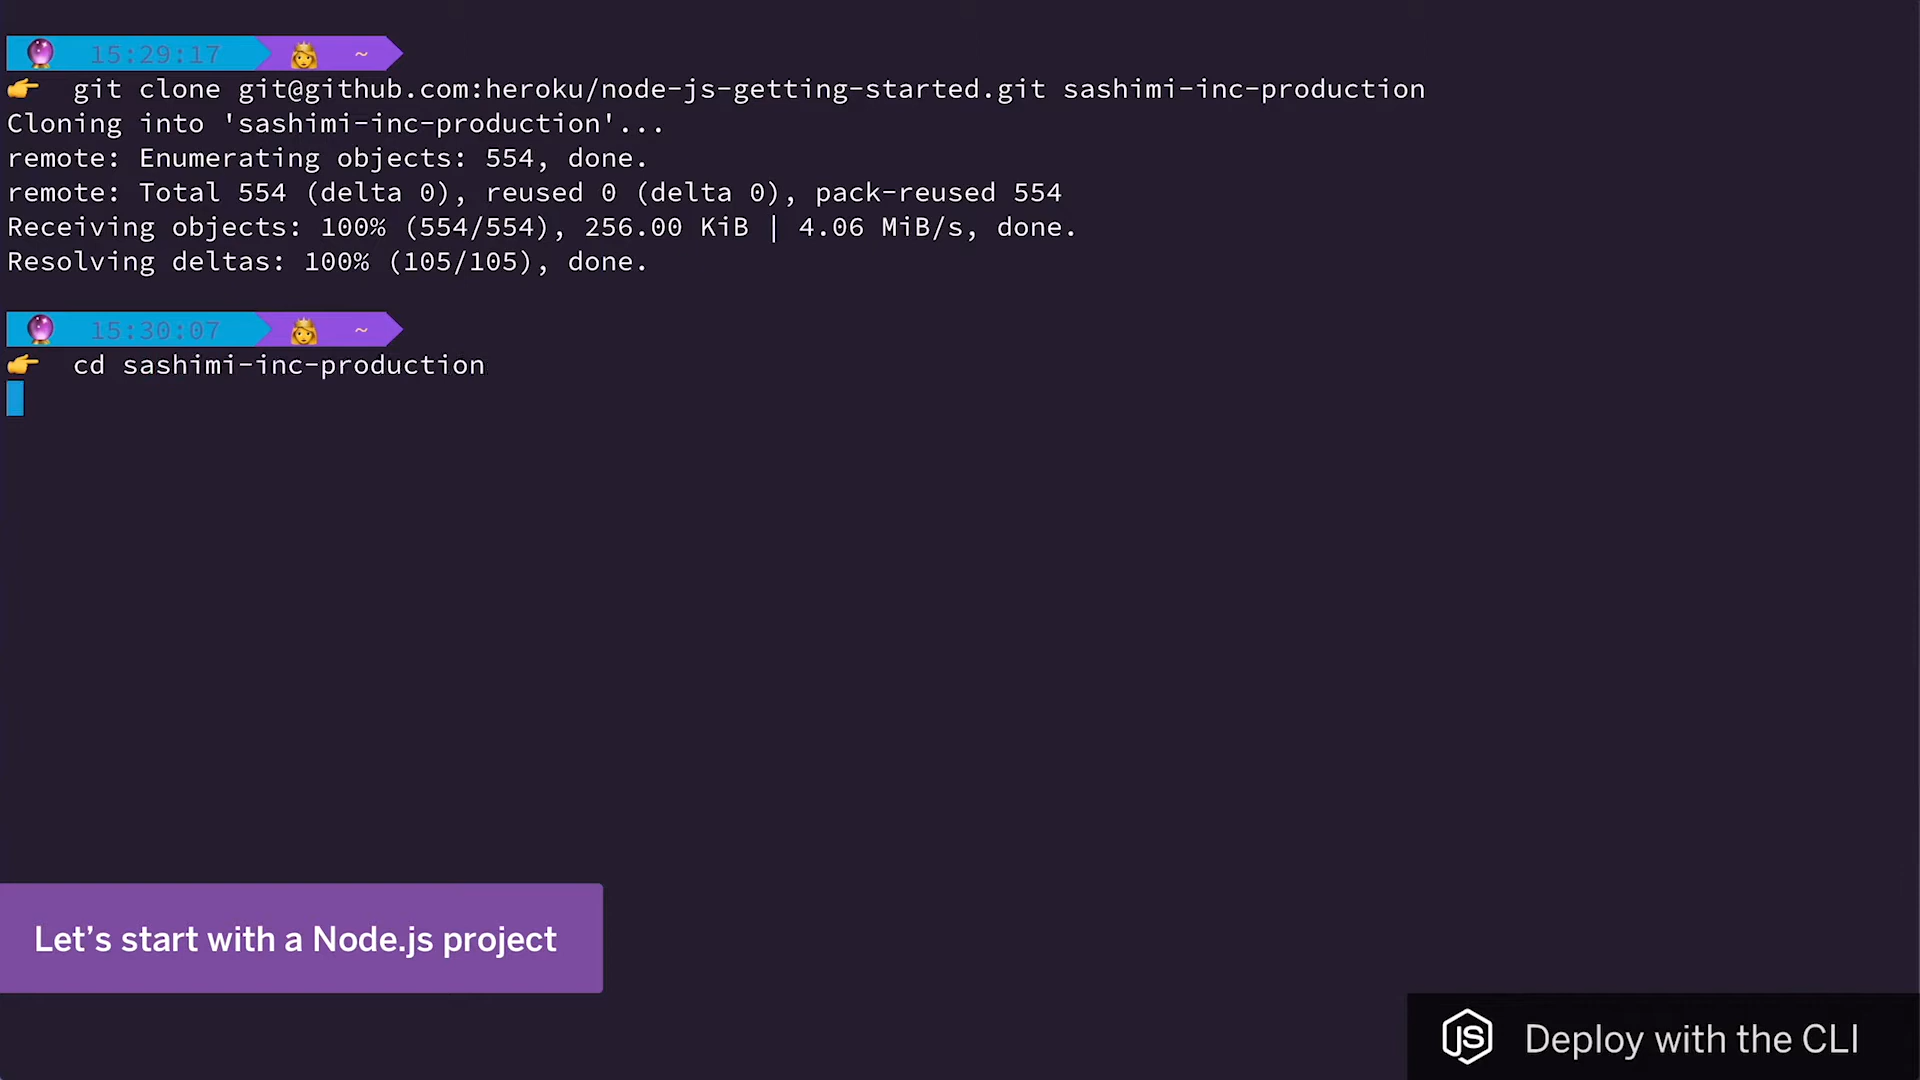 15:29:17 ~
git clone git@github.com:heroku/node-js-getting-started.git sashimi-inc-production
Cloning into 'sashimi-inc-production'...
remote: Enumerating objects: 554, done.
remote: Total 554 (delta 0), reused 0 (delta 0), pack-reused 554
Receiving objects: 100% (554/554), 256.00 KiB | 4.06 MiB/s, done.
Resolving deltas: 100% (105/105), done.
15:30:07 ~
cd sashimi-inc-production
Let’s start with a Node.js project
JS Deploy with the CLI